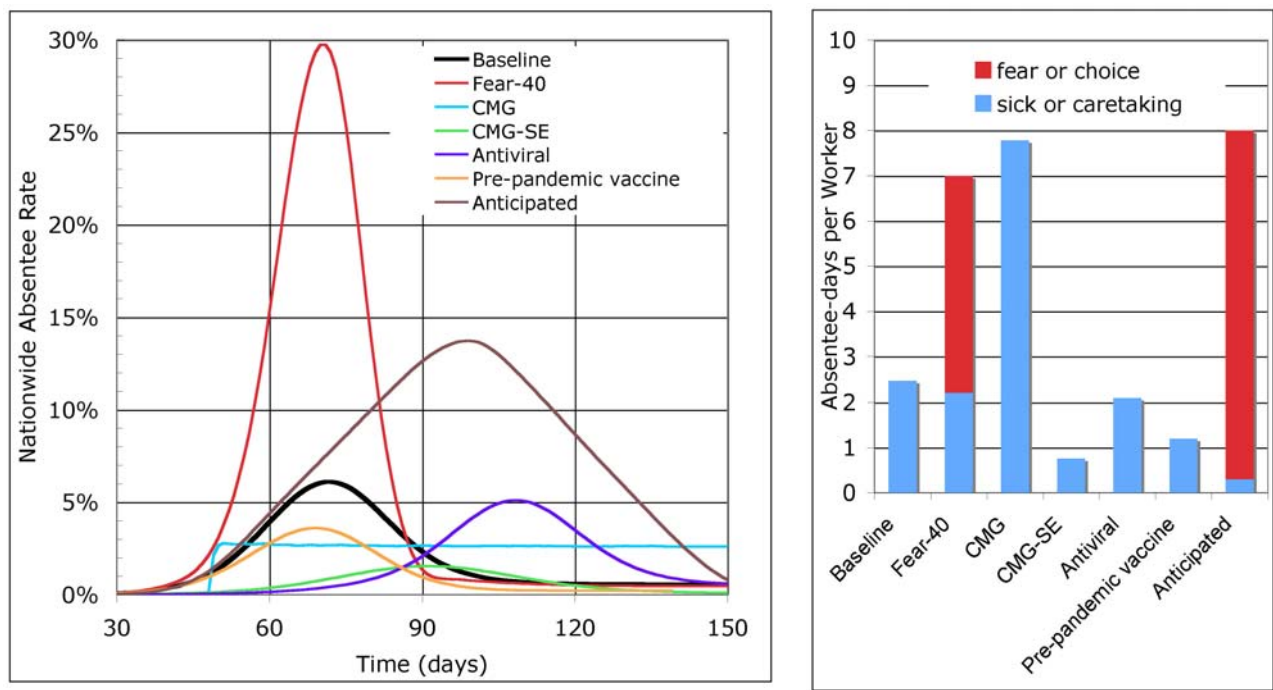 30%
25%
20%
15%
10%
5%
0%
Nationwide Absentee Rate
Baseline
Fear-40
CMG
CMG-SE
Antiviral
Pre-pandemic vaccine
Anticipated
30
60
90
120
150
Time (days)
10
9
8
7
6
5
4
3
2
1
0
Absentee-days per Worker
fear or choice
sick or caretaking
Baseline
Fear-40
CMG
CMG-SE
Antiviral
Pre-pandemic vaccine
Anticipated